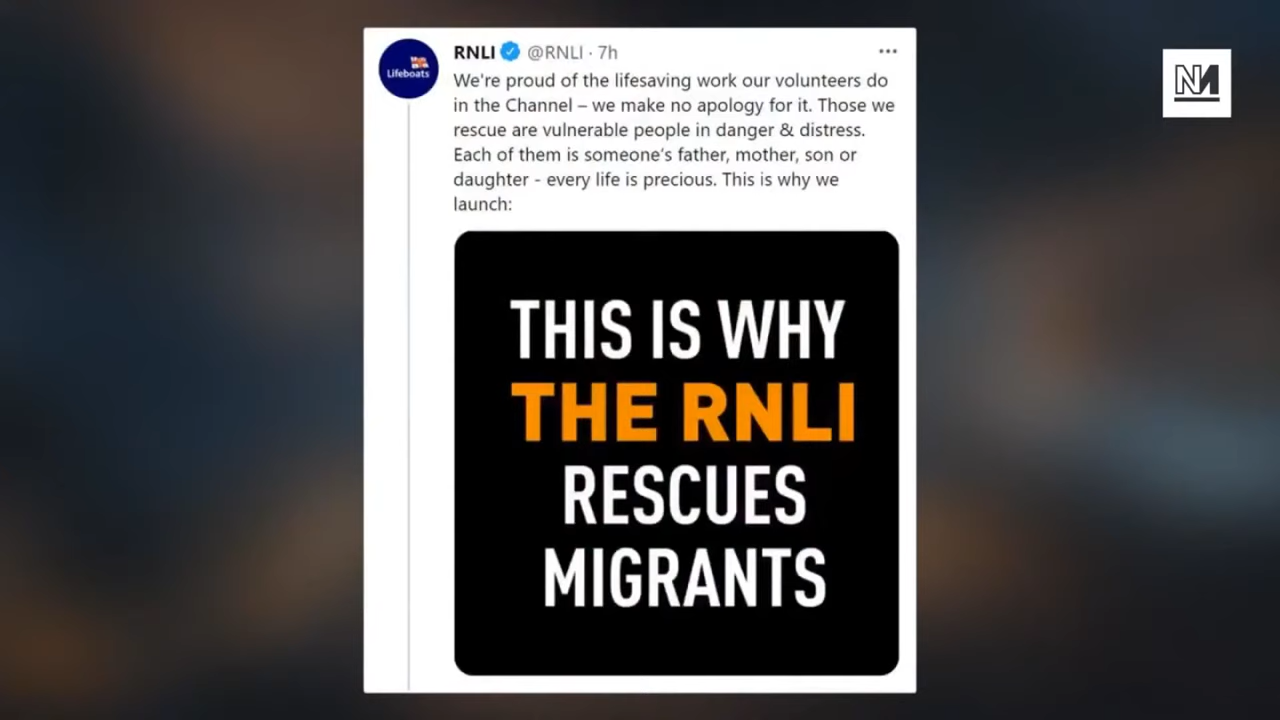 RNLI @RNLI · 7h
Lifeboats
We're proud of the lifesaving work our volunteers do
in the Channel – we make no apology for it. Those we
rescue are vulnerable people in danger & distress.
Each of them is someone's father, mother, son or
daughter - every life is precious. This is why we
launch:
THIS IS WHY
THE RNLI
RESCUES
MIGRANTS
NM